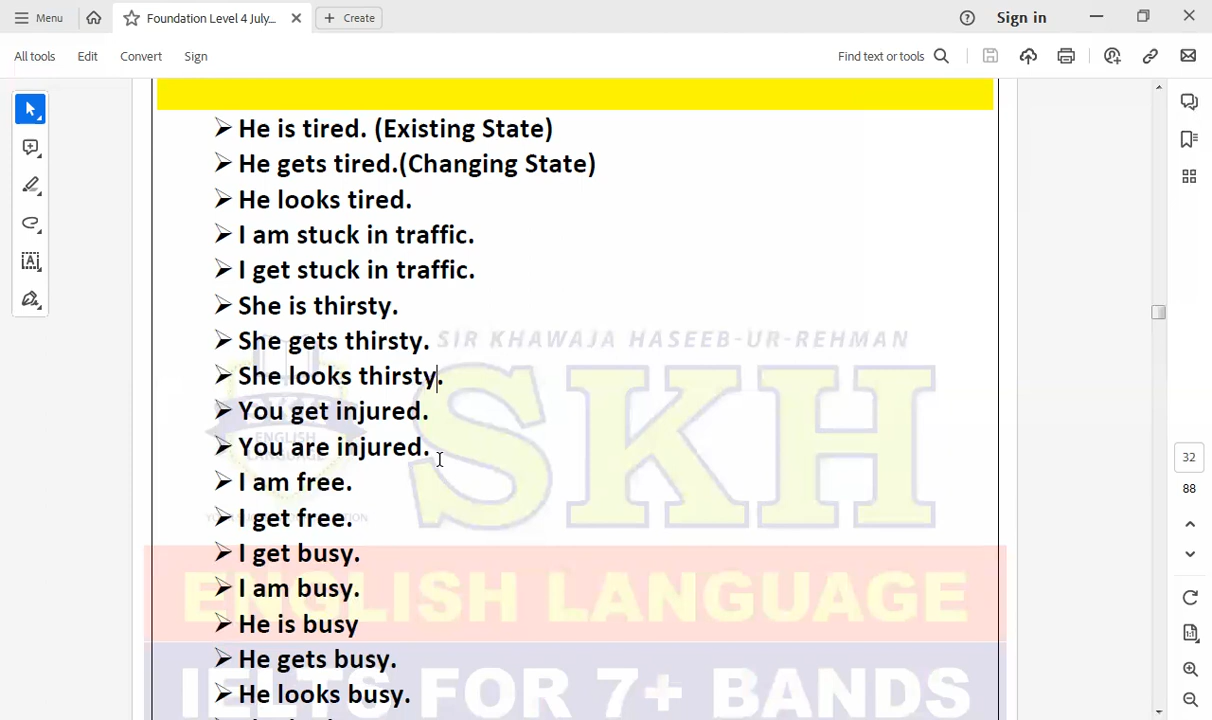 Menu
Foundation Level 4 July...
Create
Sign in
All tools
Edit
Convert
Sign
Find text or tools
He is tired. (Existing State)
He gets tired.(Changing State)
He looks tired.
I am stuck in traffic.
I get stuck in traffic.
She is thirsty.
She gets thirsty.
SIR KHAWAJA HASEEB-UR-REHMAN
She looks thirsty.
SKH
You get injured.
ENGLISH
LANGUAGE
You are injured.
32
88
I am free.
I get free.
I get busy.
I am busy.
ENGLISH LANGUAGE
He is busy
He gets busy.
He looks busy.
IELTS FOR 7+ BANDS